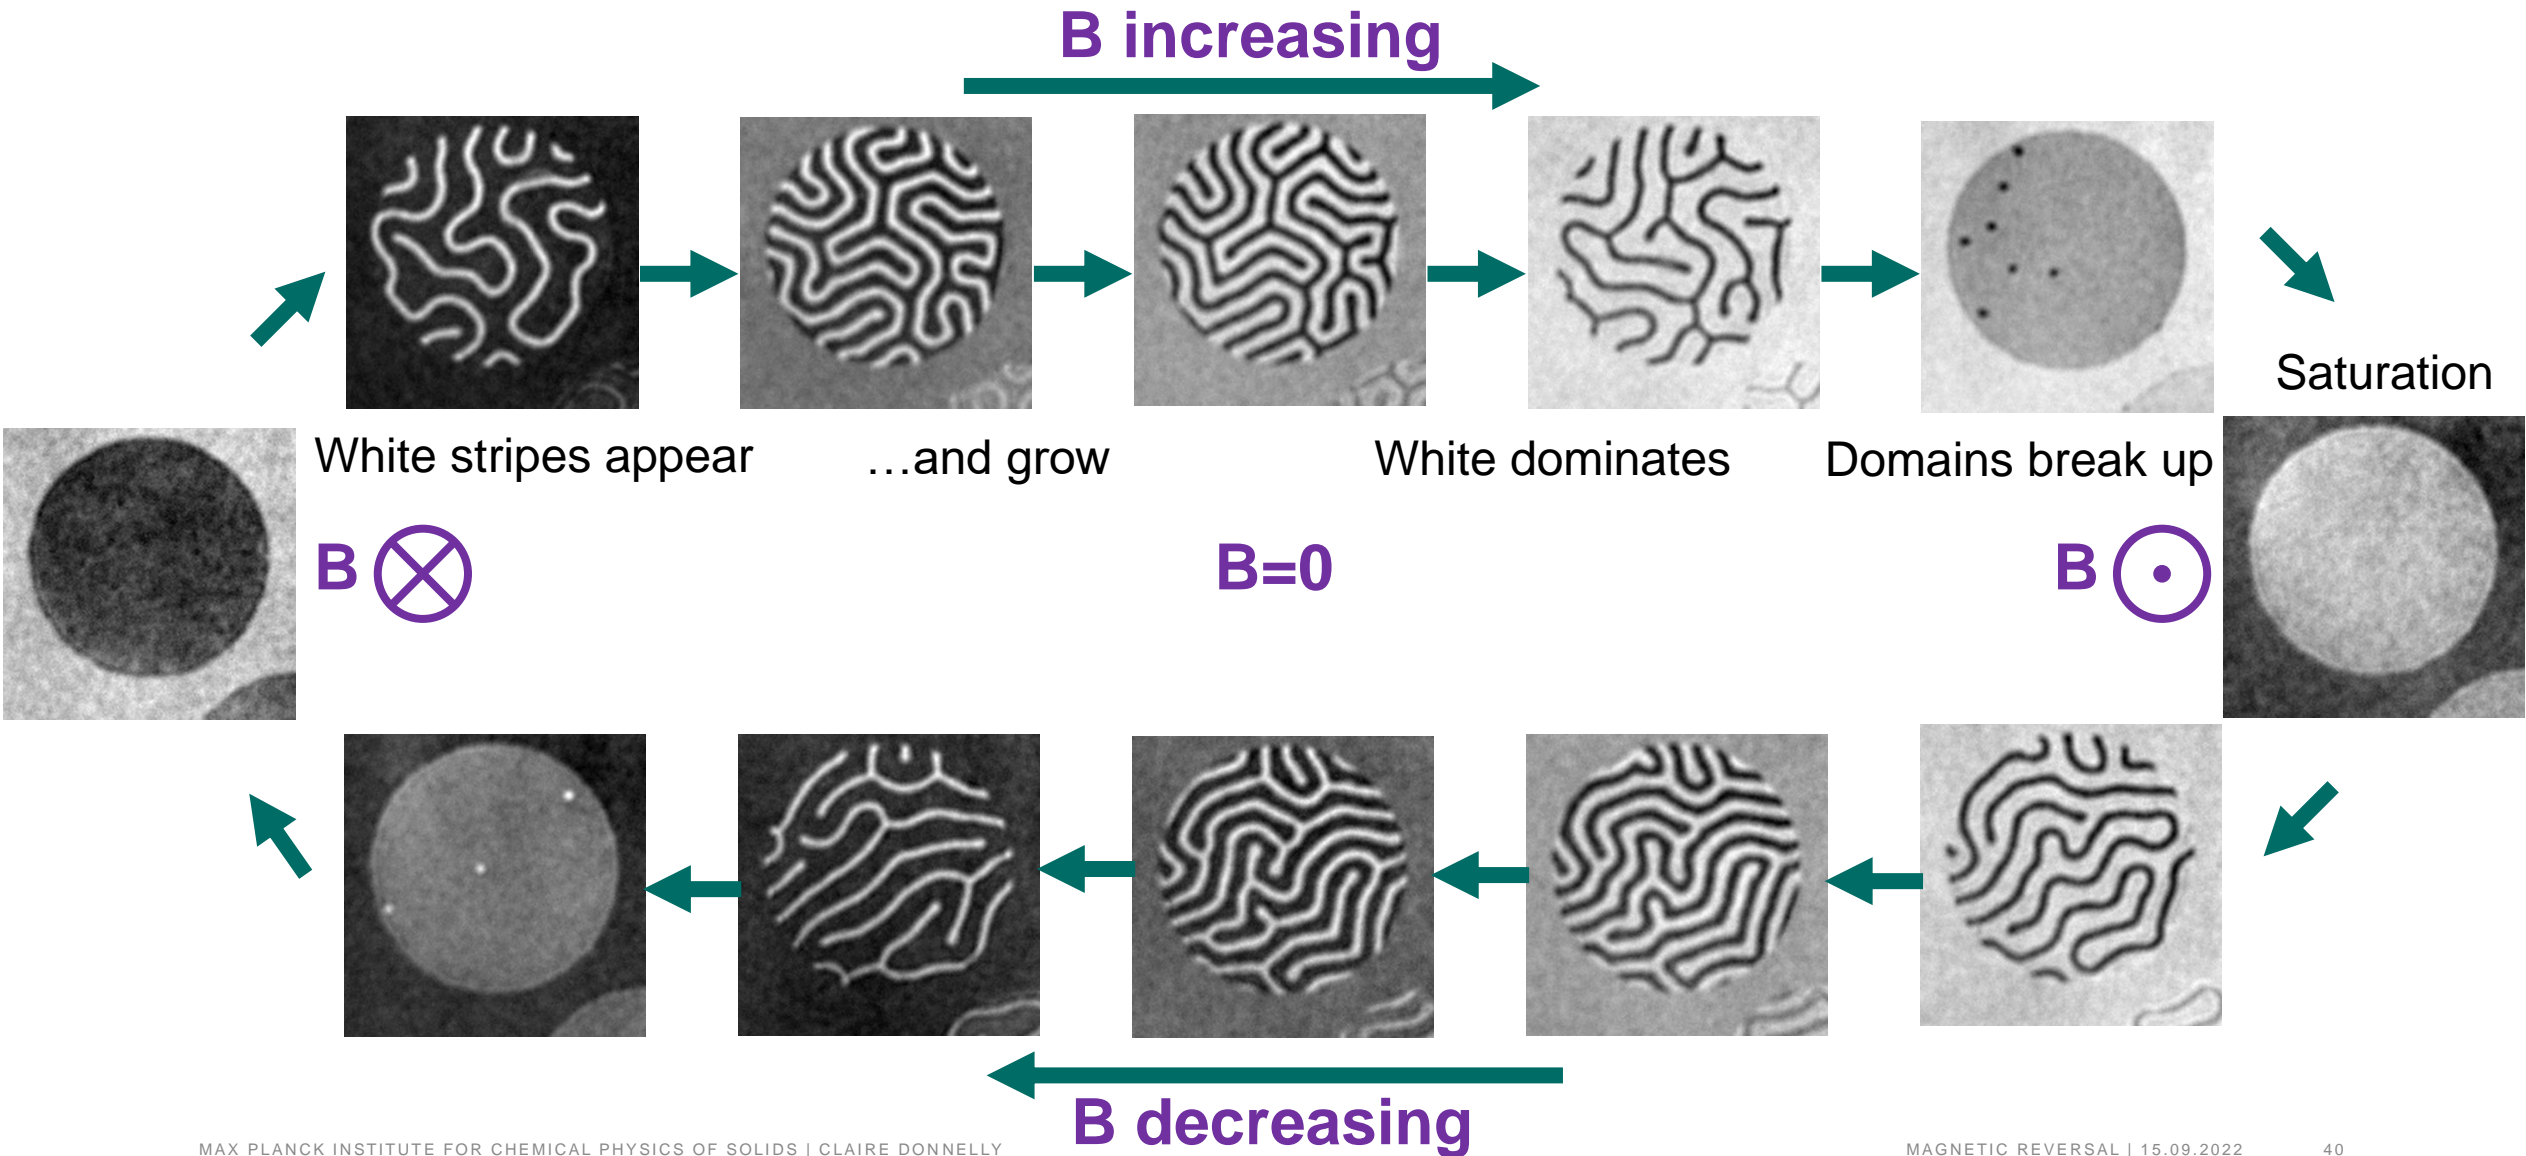 B increasing
Saturation
White stripes appear
...and grow
White dominates
Domains break up
B
B=0
B
B decreasing
MAX PLANCK INSTITUTE FOR CHEMICAL PHYSICS OF SOLIDS | CLAIRE DONNELLY
MAGNETIC REVERSAL | 15.09.2022
40